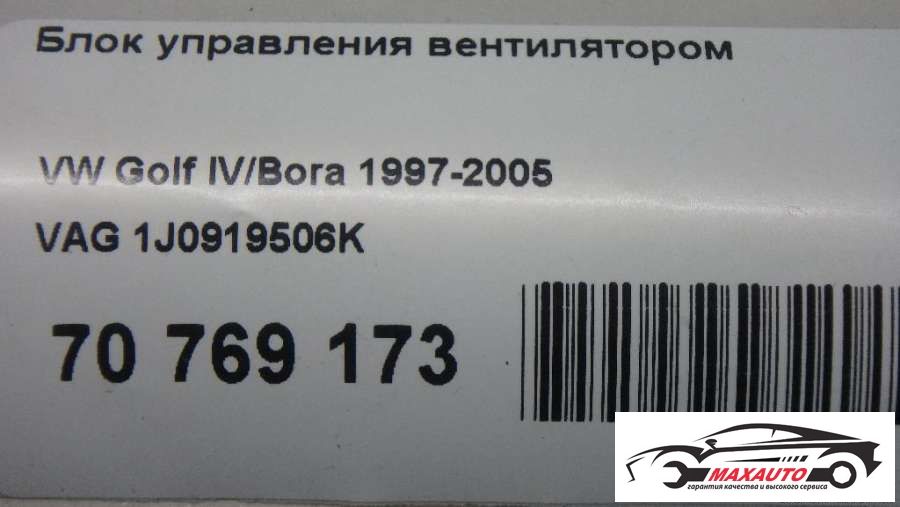 Блок управления вентилятором
VW Golf IV/Bora 1997-2005
VAG 1J0919506K
70 769 173
MAXAUTO
гарантия качества и высокого сервиса